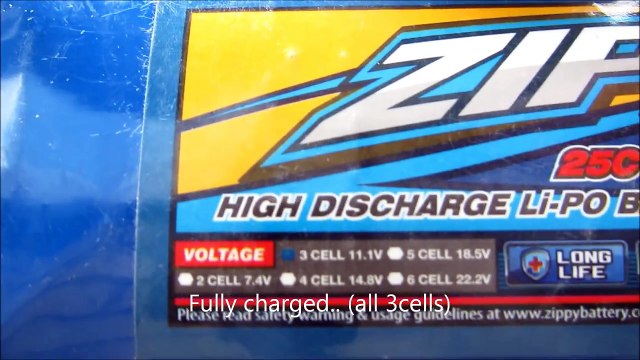 ZIP
25C
HIGH DISCHARGE Li-PO B
VOLTAGE 3 CELL 11.1V 5 CELL 18.5V
2 CELL 7.4V 4 CELL 14.8V 6 CELL 22.2V
LONG
LIFE
Fully charged.. (all 3cells)
Please read safety warning & usage guidelines at www.zippybattery.c